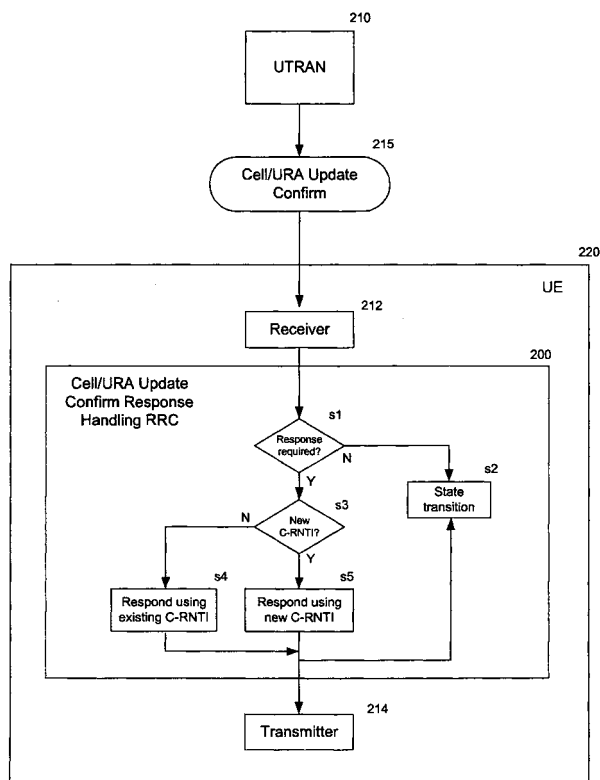 210
UTRAN
215
Cell/URA Update
Confirm
220
UE
212
Receiver
200
Cell/URA Update
Confirm Response
Handling RRC
s1
Response
required?
N
s2
Y
State
transition
s3
N
New
C-RNTI?
Y
s4
s5
Respond using
existing C-RNTI
Respond using
new C-RNTI
214
Transmitter